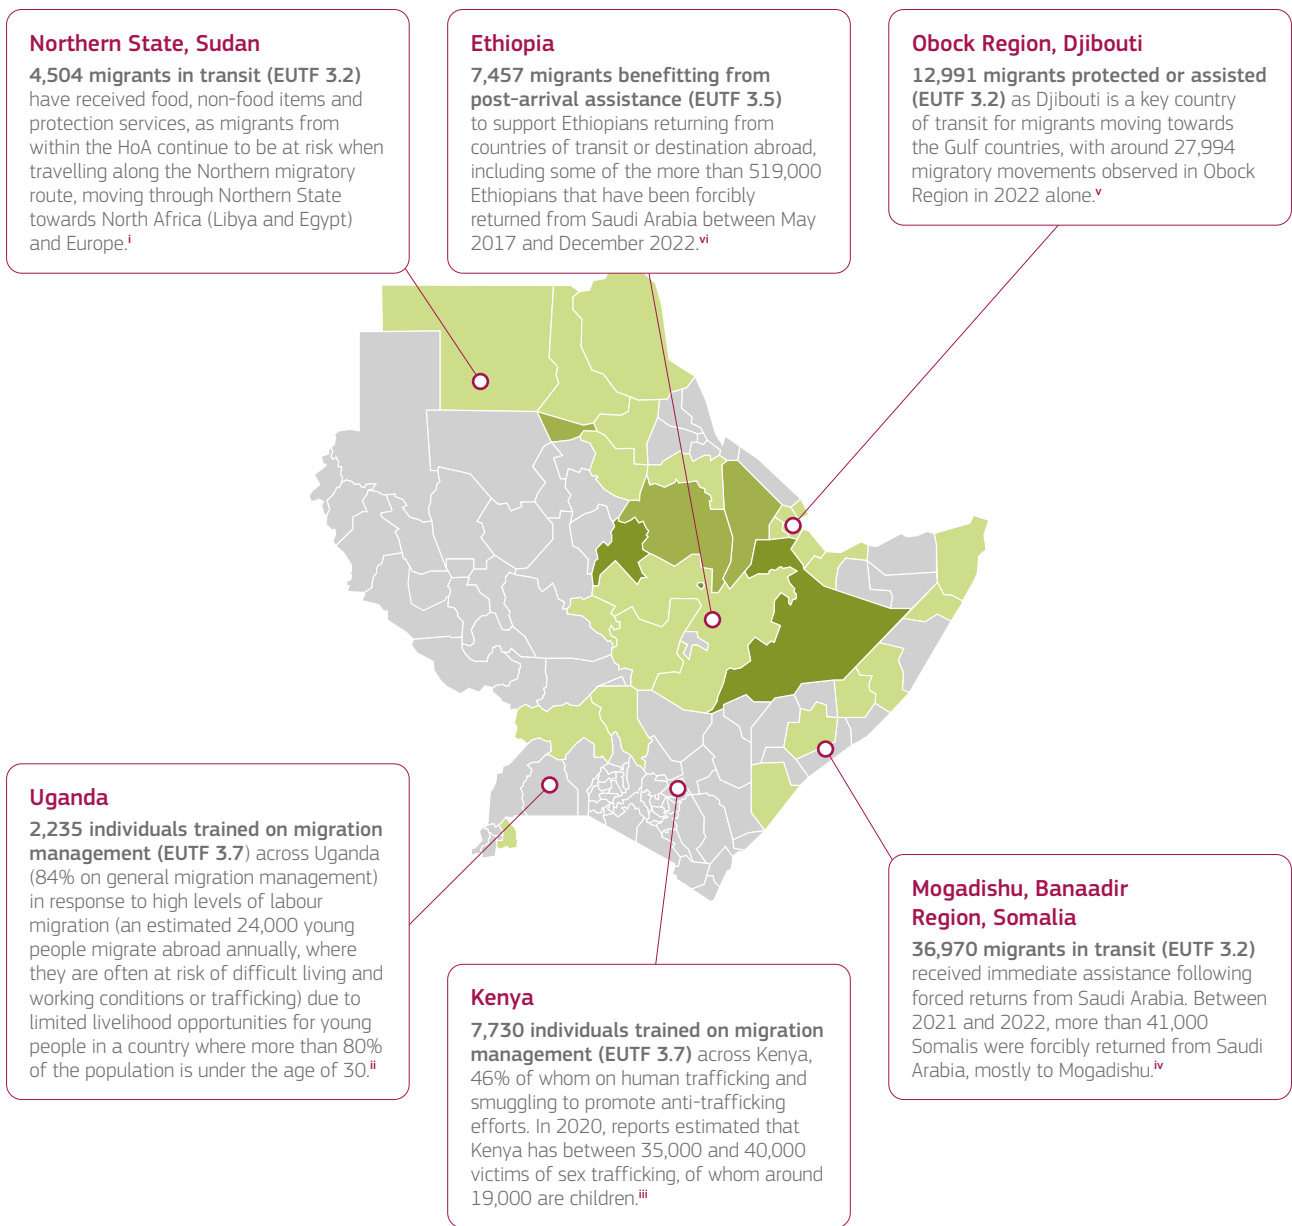 Northern State, Sudan
4,504 migrants in transit (EUTF 3.2)
have received food, non-food items and
protection services, as migrants from
within the HoA continue to be at risk when
travelling along the Northern migratory
route, moving through Northern State
towards North Africa (Libya and Egypt)
and Europe.i
Ethiopia
7,457 migrants benefitting from
post-arrival assistance (EUTF 3.5)
to support Ethiopians returning from
countries of transit or destination abroad,
including some of the more than 519,000
Ethiopians that have been forcibly
returned from Saudi Arabia between May
2017 and December 2022.vi
Obock Region, Djibouti
12,991 migrants protected or assisted
(EUTF 3.2) as Djibouti is a key country
of transit for migrants moving towards
the Gulf countries, with around 27,994
migratory movements observed in Obock
Region in 2022 alone.v
Uganda
2,235 individuals trained on migration
management (EUTF 3.7) across Uganda
(84% on general migration management)
in response to high levels of labour
migration (an estimated 24,000 young
people migrate abroad annually, where
they are often at risk of difficult living and
working conditions or trafficking) due to
limited livelihood opportunities for young
people in a country where more than 80%
of the population is under the age of 30.ii
Kenya
7,730 individuals trained on migration
management (EUTF 3.7) across Kenya,
46% of whom on human trafficking and
smuggling to promote anti-trafficking
efforts. In 2020, reports estimated that
Kenya has between 35,000 and 40,000
victims of sex trafficking, of whom around
19,000 are children.iii
Mogadishu, Banaadir
Region, Somalia
36,970 migrants in transit (EUTF 3.2)
received immediate assistance following
forced returns from Saudi Arabia. Between
2021 and 2022, more than 41,000
Somalis were forcibly returned from Saudi
Arabia, mostly to Mogadishu.iv